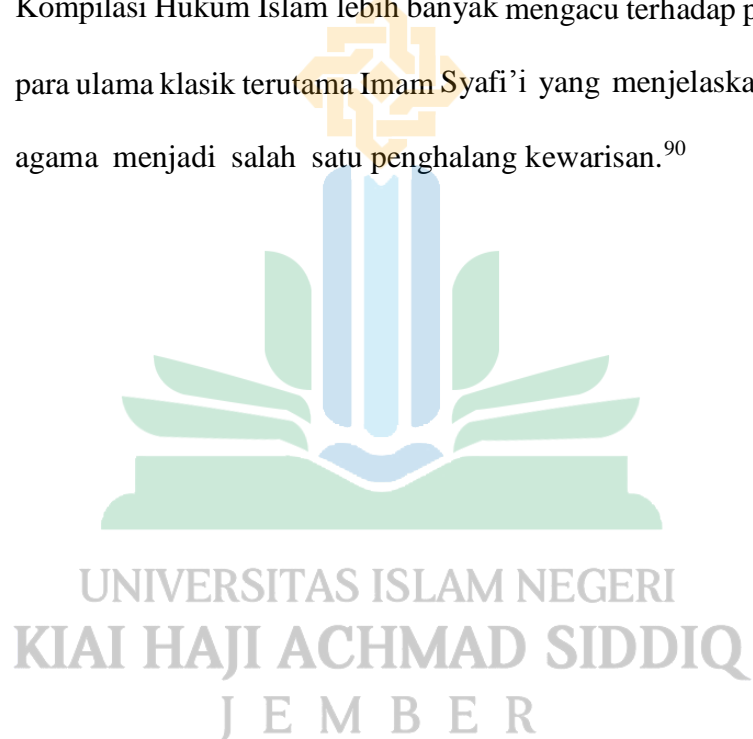 Kompilasi Hukum Islam lebih banyak mengacu terhadap
para ulama klasik terutama Imam Syafi’i yang
agama menjadi salah satu penghalang kewarisan.90
UNIVERSITAS ISLAM NEGERI
KIAI HAJI ACHMAD SIDDIQ
JEMBER